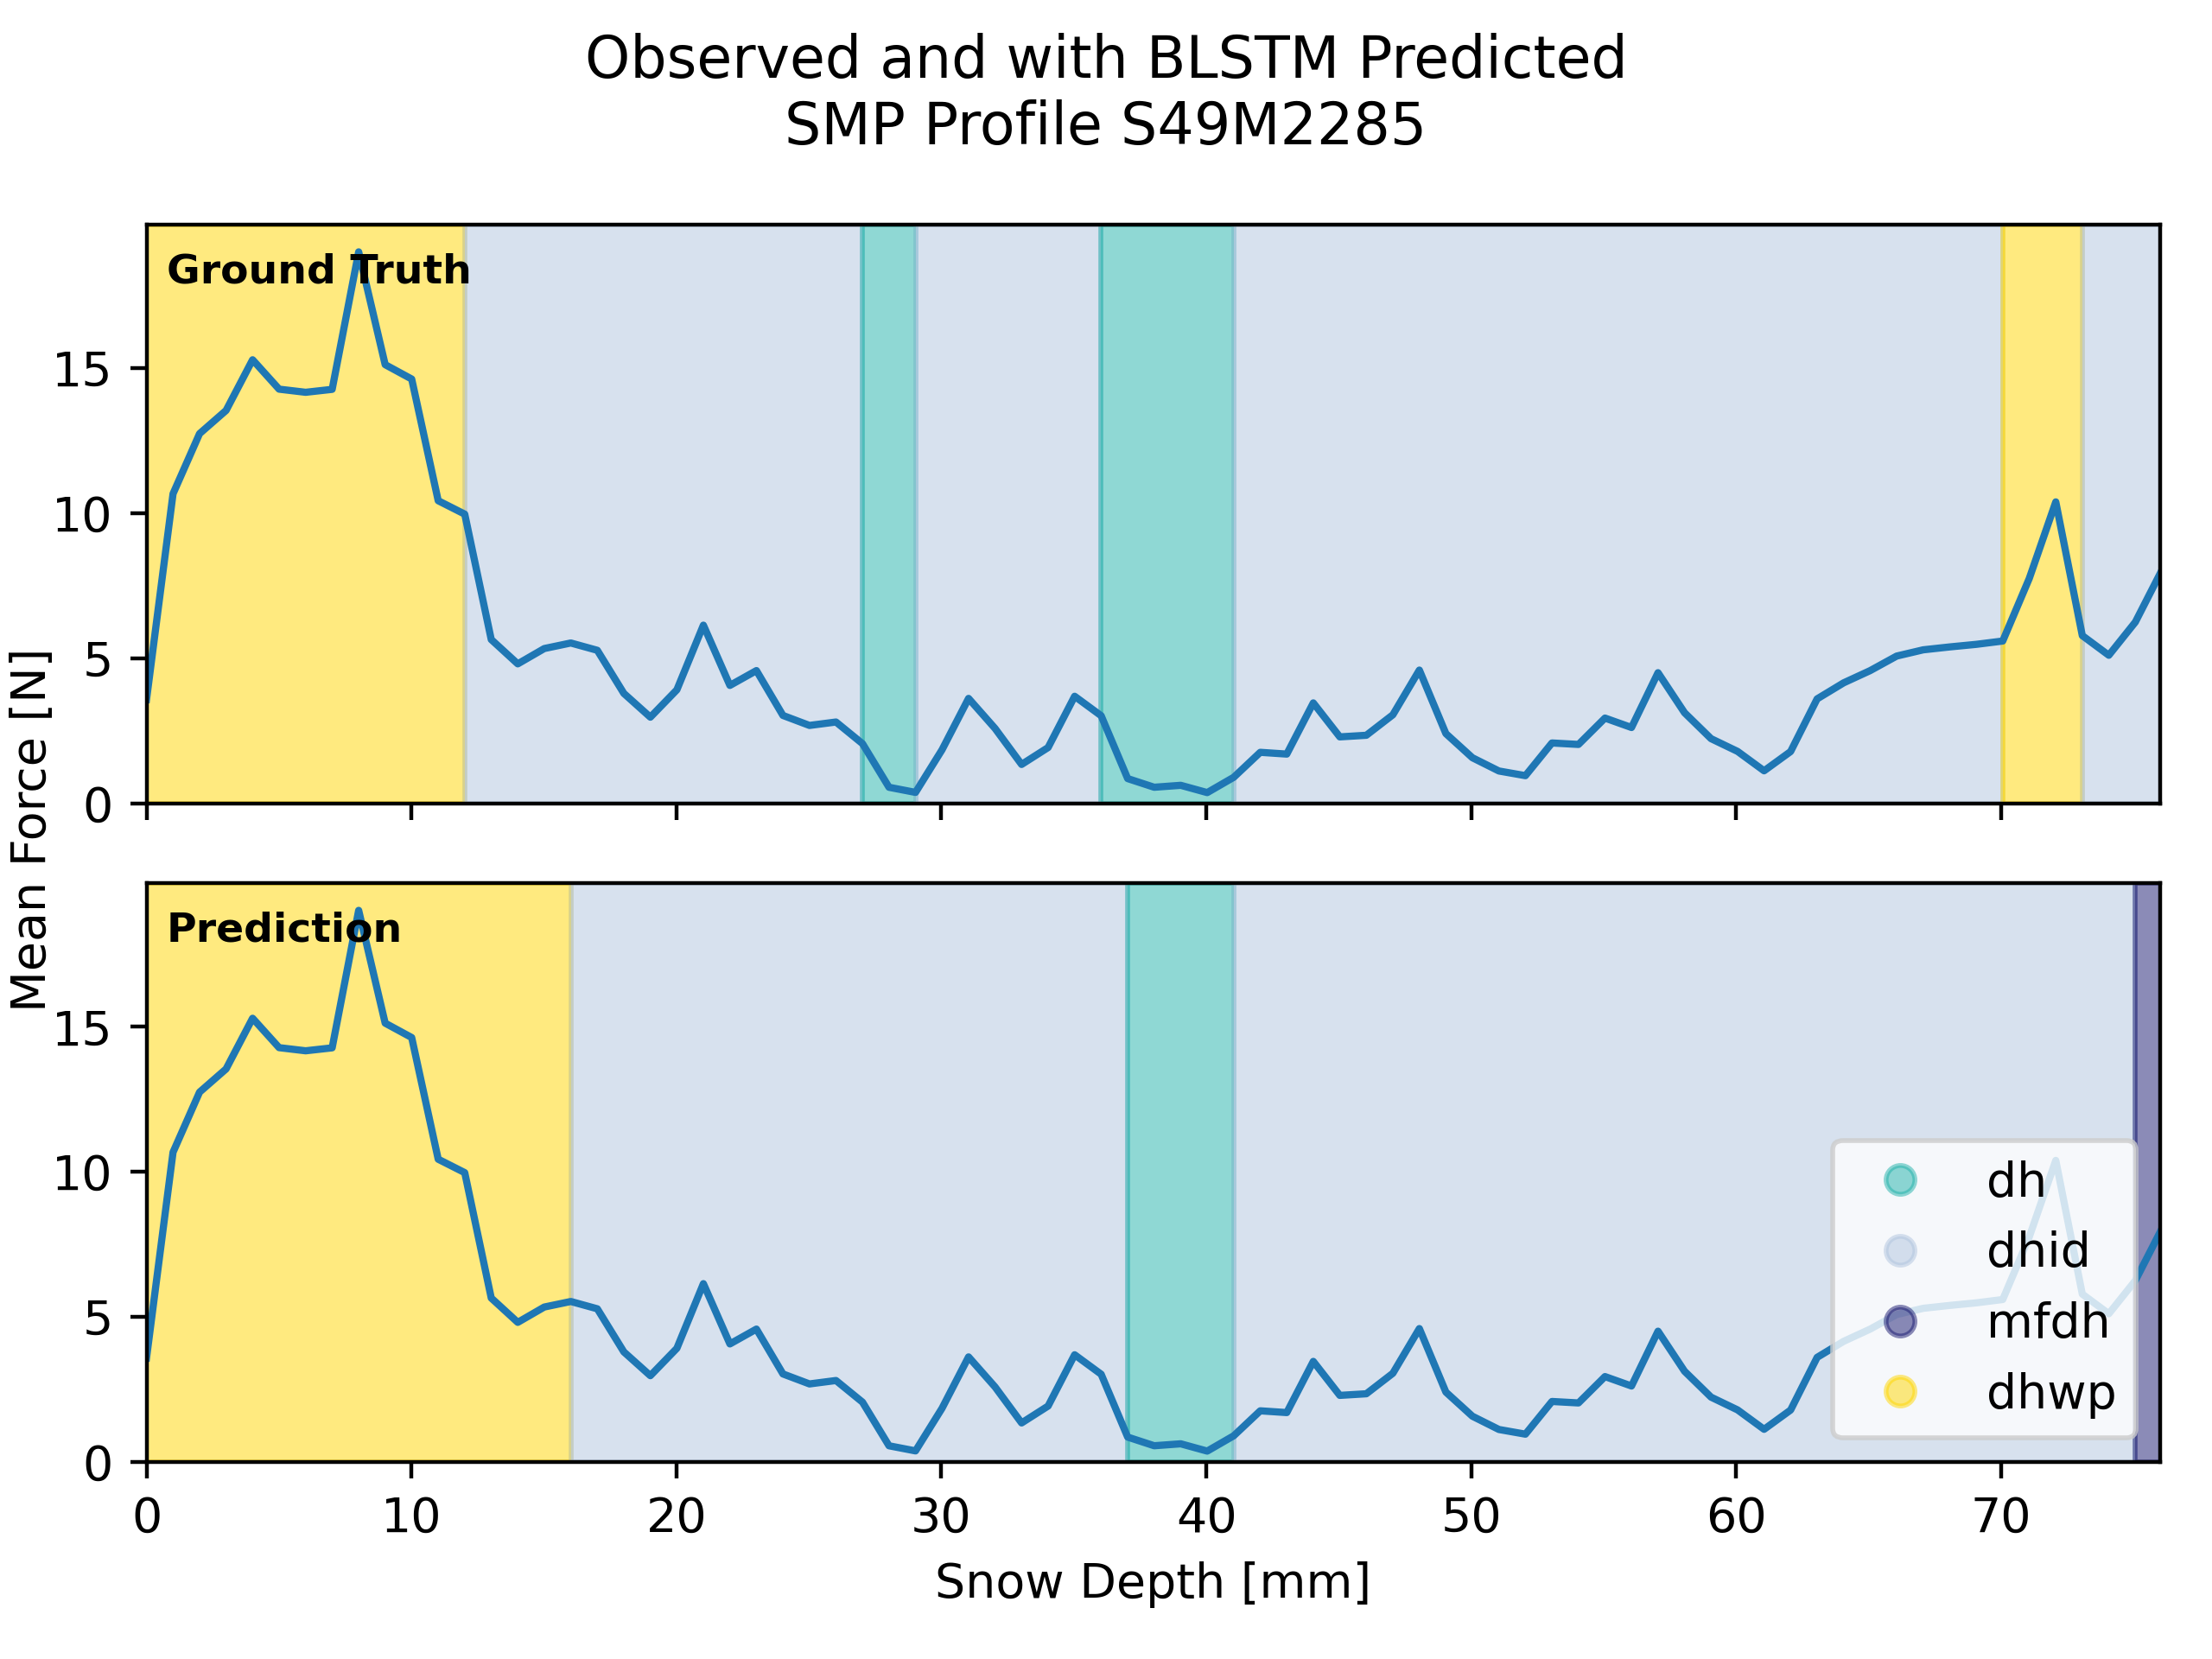 Observed and with BLSTM Predicted
SMP Profile S49M2285
Ground Truth
15
10
5
0
Mean Force [N]
Prediction
15
10
5
0
dh
dhid
mfdh
dhwp
0 10 20 30 40 50 60 70
Snow Depth [mm]